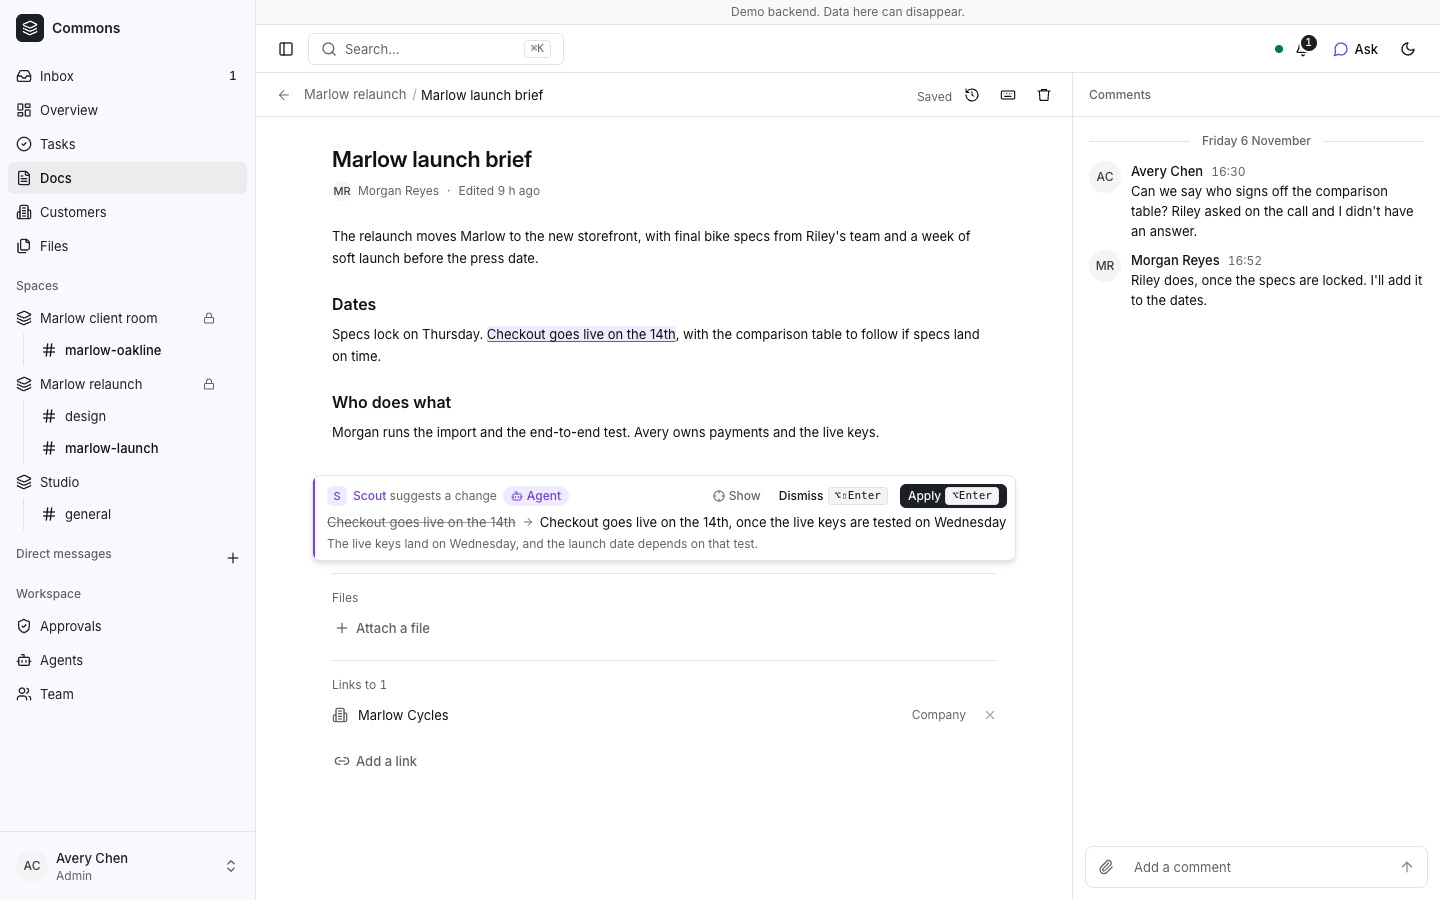 Demo backend. Data here can disappear.
Commons
Inbox 1
Overview
Tasks
Docs
Customers
Files
Spaces
Marlow client room
marlow-oakline
Marlow relaunch
design
marlow-launch
Studio
general
Direct messages
Workspace
Approvals
Agents
Team
AC
Avery Chen
Admin
Search... ⌘K
1
Ask
Marlow relaunch / Marlow launch brief
Saved
Marlow launch brief
MR Morgan Reyes · Edited 9 h ago
The relaunch moves Marlow to the new storefront, with final bike specs from Riley's team and a week of
soft launch before the press date.
Dates
Specs lock on Thursday. Checkout goes live on the 14th, with the comparison table to follow if specs land
on time.
Who does what
Morgan runs the import and the end-to-end test. Avery owns payments and the live keys.
S Scout suggests a change Agent Show Dismiss ⌥⇧Enter Apply ⌥Enter
Checkout goes live on the 14th → Checkout goes live on the 14th, once the live keys are tested on Wednesday
The live keys land on Wednesday, and the launch date depends on that test.
Files
Attach a file
Links to 1
Marlow Cycles Company
Add a link
Comments
Friday 6 November
AC Avery Chen 16:30
Can we say who signs off the comparison
table? Riley asked on the call and I didn't have
an answer.
MR Morgan Reyes 16:52
Riley does, once the specs are locked. I'll add it
to the dates.
Add a comment